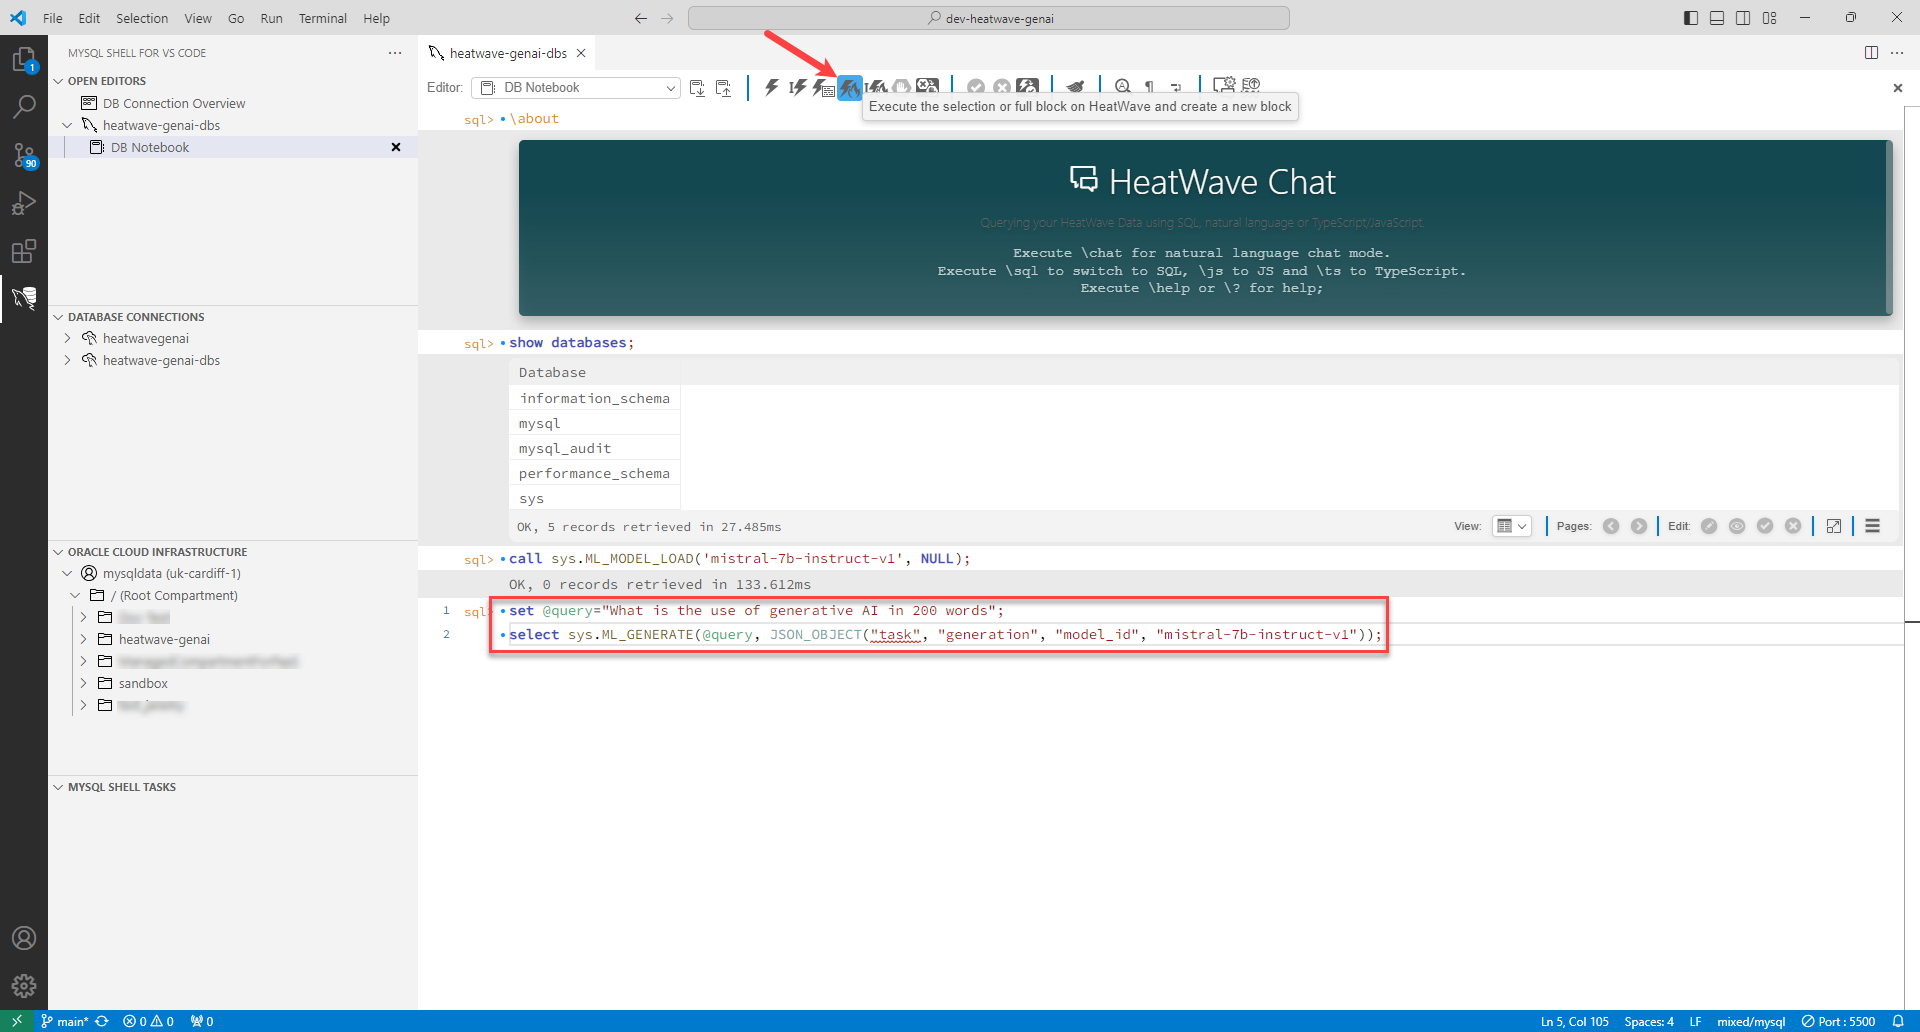 File Edit Selection View Go Run Terminal Help
dev-heatwave-genai
MYSQL SHELL FOR VS CODE
OPEN EDITORS
DB Connection Overview
heatwave-genai-dbs
DB Notebook
DATABASE CONNECTIONS
heatwavegenai
heatwave-genai-dbs
ORACLE CLOUD INFRASTRUCTURE
mysqldata (uk-cardiff-1)
/ (Root Compartment)
heatwave-genai
sandbox
MYSQL SHELL TASKS
1
90
heatwave-genai-dbs
Editor: DB Notebook
Execute the selection or full block on HeatWave and create a new block
sql> \about
HeatWave Chat
Querying your HeatWave Data using SQL, natural language or TypeScript/JavaScript.
Execute \chat for natural language chat mode.
Execute \sql to switch to SQL, \js to JS and \ts to TypeScript.
Execute \help or \? for help;
sql> show databases;
Database
information_schema
mysql
mysql_audit
performance_schema
sys
OK, 5 records retrieved in 27.485ms
View: Pages: Edit:
sql> call sys.ML_MODEL_LOAD('mistral-7b-instruct-v1', NULL);
OK, 0 records retrieved in 133.612ms
1 sql> set @query="What is the use of generative AI in 200 words";
2 select sys.ML_GENERATE(@query, JSON_OBJECT("task", "generation", "model_id", "mistral-7b-instruct-v1"));
main* 0 0 0 Ln 5, Col 105 Spaces: 4 LF mixed/mysql Port : 5500